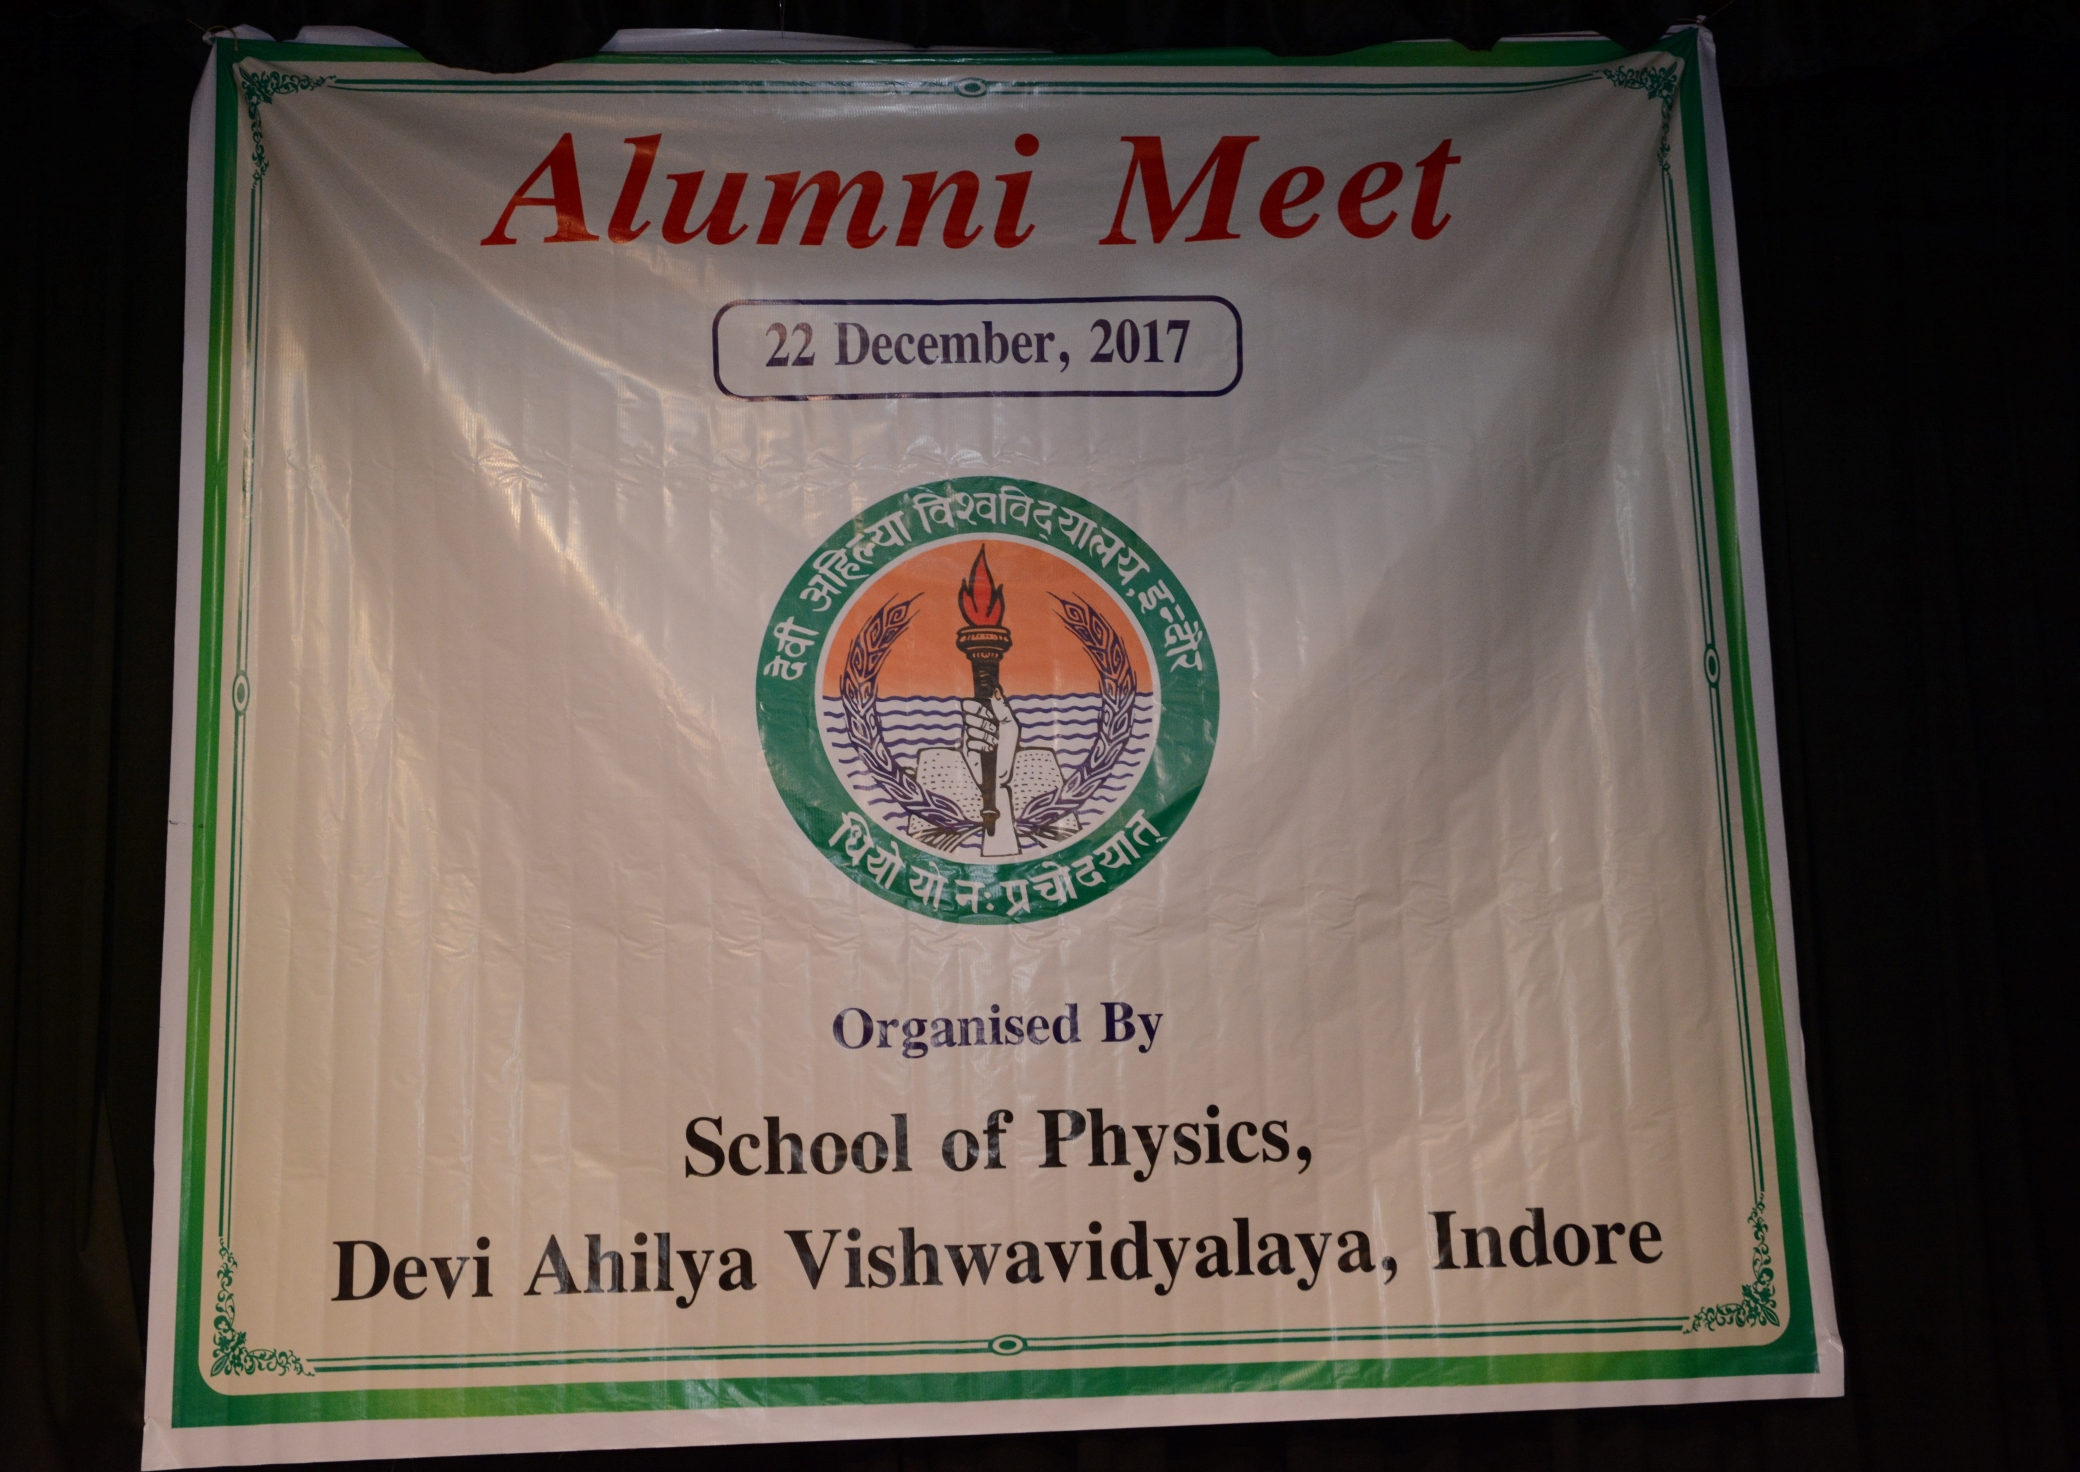 Alumni Meet
22 December, 2017
देवी अहिल्या विश्वविद्यालय, इन्दौर
धियो यो नः प्रचोदयात्
Organised By
School of Physics,
Devi Ahilya Vishwavidyalaya, Indore